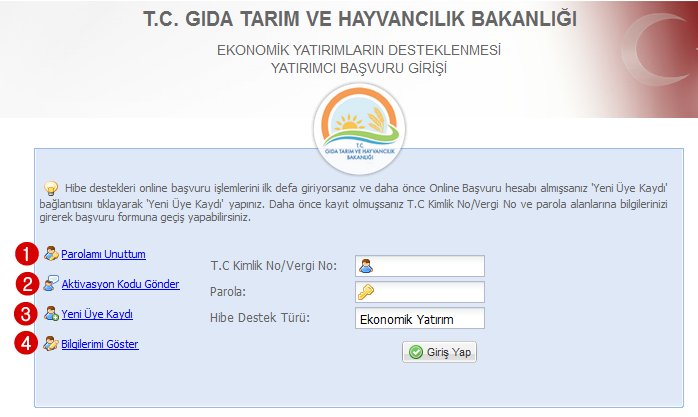 T.C. GIDA TARIM VE HAYVANCILIK BAKANLIĞI
EKONOMİK YATIRIMLARIN DESTEKLENMESİ
YATIRIMCI BAŞVURU GİRİŞİ
T.C.
GIDA TARIM VE HAYVANCILIK
BAKANLIĞI
Hibe destekleri online başvuru işlemlerini ilk defa giriyorsanız ve daha önce Online Başvuru hesabı almışsanız 'Yeni Üye Kaydı'
bağlantısını tıklayarak 'Yeni Üye Kaydı' yapınız. Daha önce kayıt olmuşsanız T.C Kimlik No/Vergi No ve parola alanlarına bilgilerinizi
girerek başvuru formuna geçiş yapabilirsiniz.
1 Parolamı Unuttum
2 Aktivasyon Kodu Gönder
3 Yeni Üye Kaydı
4 Bilgilerimi Göster
T.C Kimlik No/Vergi No:
Parola:
Hibe Destek Türü: Ekonomik Yatırım
Giriş Yap